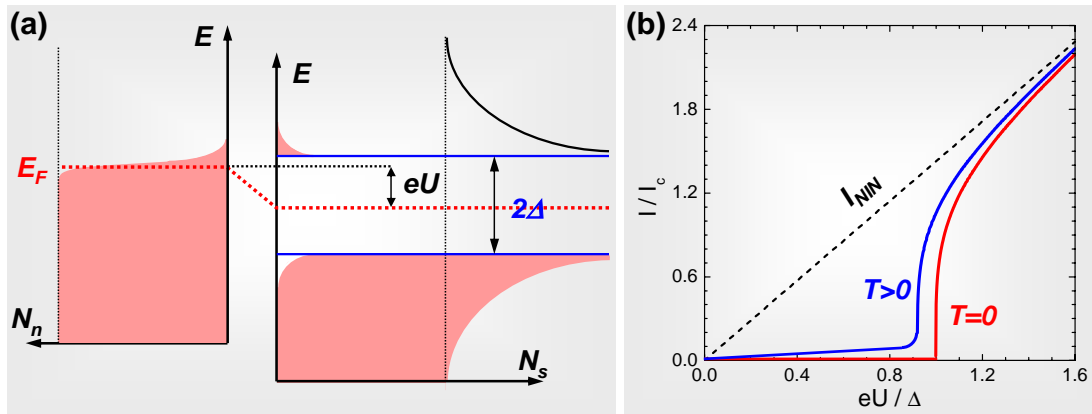 (a)
E
E
E_F
eU
2Δ
N_n
N_s
(b)
2.4
1.8
1.2
0.6
0.0
I / I_c
I_NIN
T>0
T=0
0.0 0.4 0.8 1.2 1.6
eU / Δ